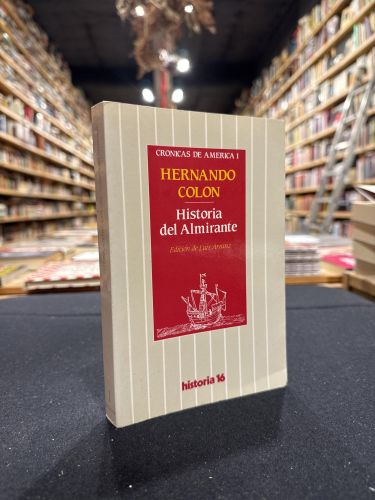 CRONICAS DE AMERICA 1
HERNANDO
COLON
Historia
del Almirante
Edición de Luis Arranz
historia 16